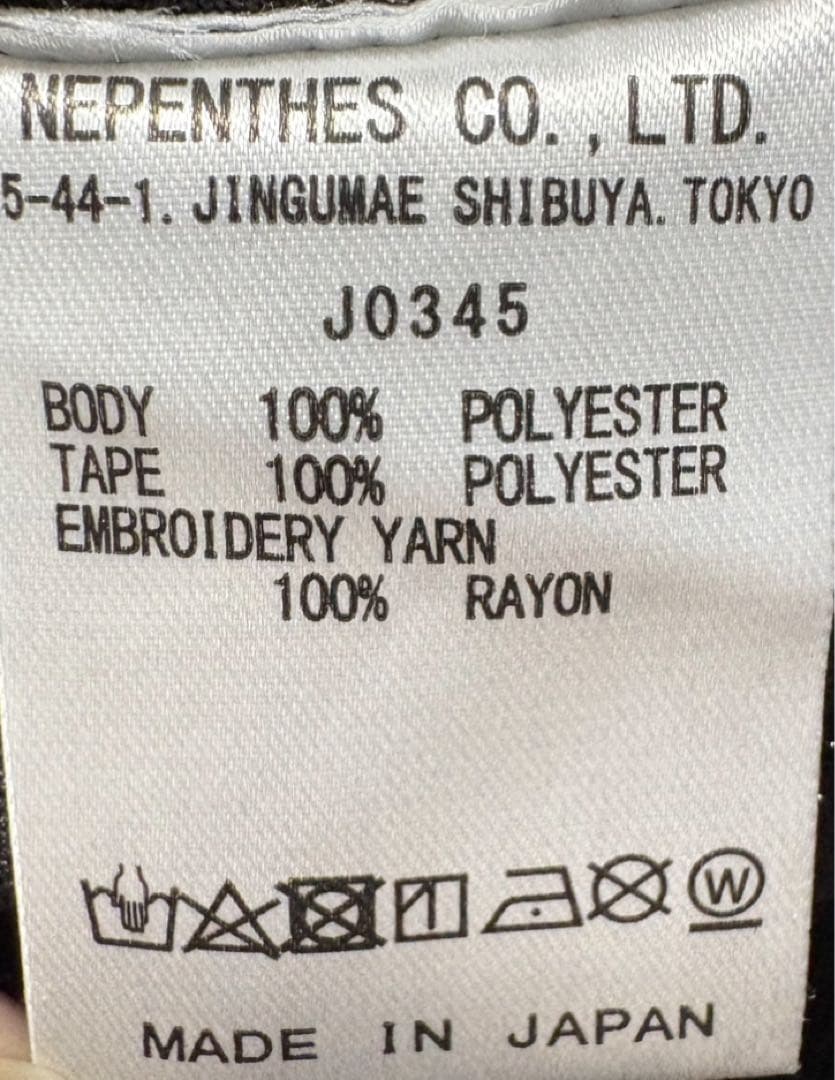 NEPENTHES CO.,LTD.
5-44-1. JINGUMAE SHIBUYA. TOKYO
J0345
BODY 100% POLYESTER
TAPE 100% POLYESTER
EMBROIDERY YARN
100% RAYON
W
MADE IN JAPAN